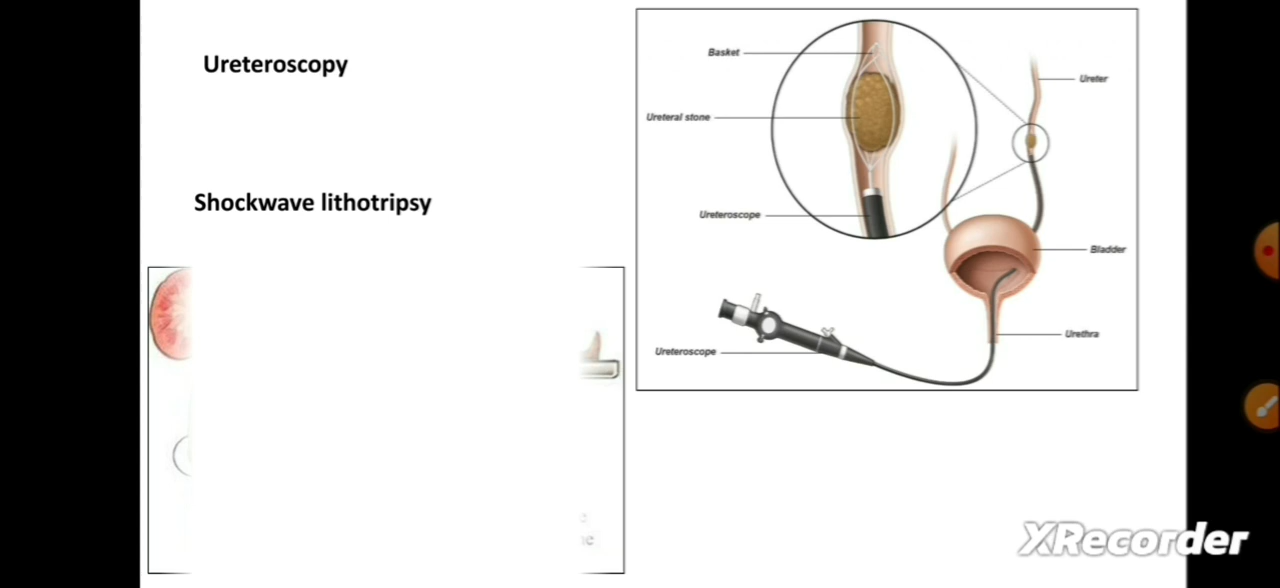 Ureteroscopy
Shockwave lithotripsy
Basket
Ureteral stone
Ureteroscope
Ureter
Bladder
Urethra
Ureteroscope
XRecorder